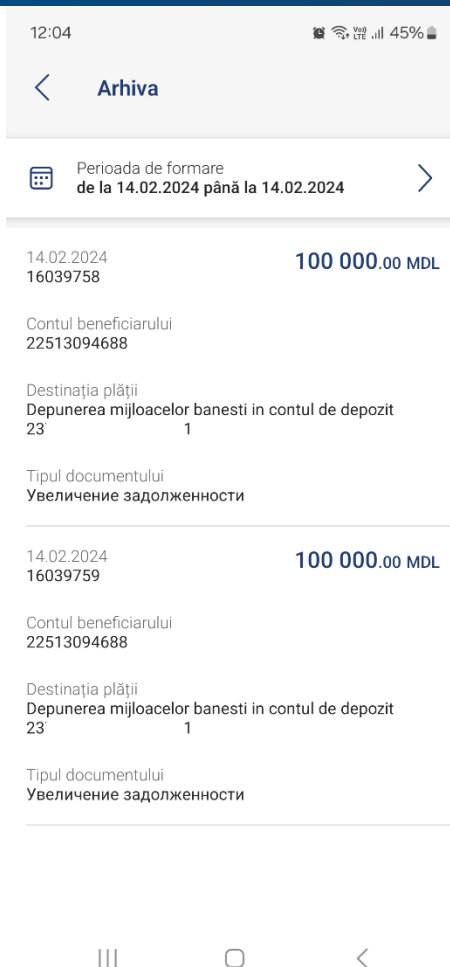 12:04 Vo)) LTE 45%
Arhiva
Perioada de formare
de la 14.02.2024 până la 14.02.2024
14.02.2024
100 000.00 MDL
16039758
Contul beneficiarului
22513094688
Destinația plății
Depunerea mijloacelor banesti in contul de depozit
23 1
Tipul documentului
Увеличение задолженности
14.02.2024
100 000.00 MDL
16039759
Contul beneficiarului
22513094688
Destinația plății
Depunerea mijloacelor banesti in contul de depozit
23 1
Tipul documentului
Увеличение задолженности